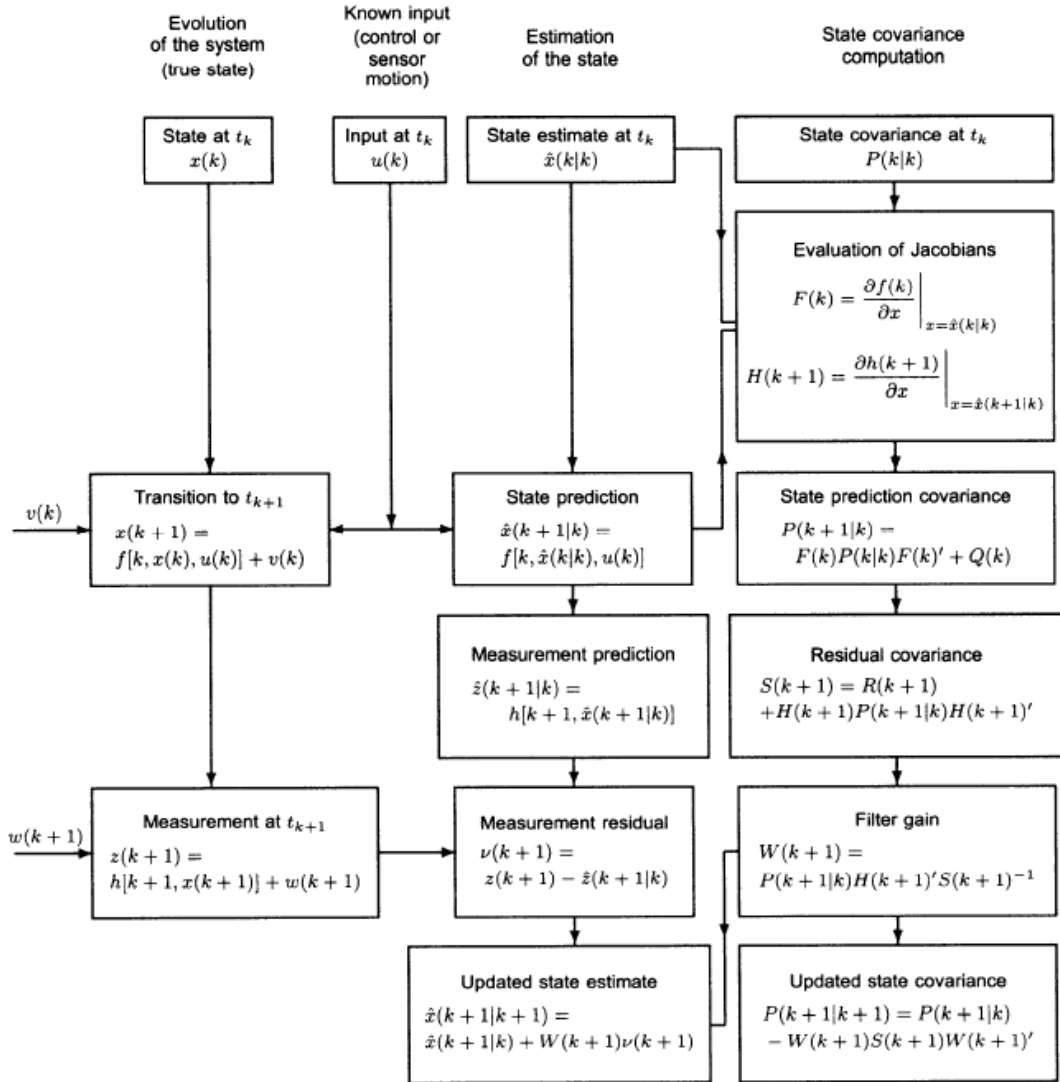 Evolution
of the system
(true state)
Known input
(control or
sensor
motion)
Estimation
of the state
State covariance
computation
State at t_k
x(k)
Input at t_k
u(k)
State estimate at t_k
x̂(k|k)
State covariance at t_k
P(k|k)
Evaluation of Jacobians
F(k) = ∂f(k)/∂x |_{x=x̂(k|k)}
H(k + 1) = ∂h(k + 1)/∂x |_{x=x̂(k+1|k)}
v(k)
Transition to t_{k+1}
x(k + 1) =
f[k, x(k), u(k)] + v(k)
State prediction
x̂(k + 1|k) =
f[k, x̂(k|k), u(k)]
State prediction covariance
P(k + 1|k) =
F(k)P(k|k)F(k)′ + Q(k)
Measurement prediction
ẑ(k + 1|k) =
h[k + 1, x̂(k + 1|k)]
Residual covariance
S(k + 1) = R(k + 1)
+H(k + 1)P(k + 1|k)H(k + 1)′
w(k + 1)
Measurement at t_{k+1}
z(k + 1) =
h[k + 1, x(k + 1)] + w(k + 1)
Measurement residual
ν(k + 1) =
z(k + 1) − ẑ(k + 1|k)
Filter gain
W(k + 1) =
P(k + 1|k)H(k + 1)′S(k + 1)⁻¹
Updated state estimate
x̂(k + 1|k + 1) =
x̂(k + 1|k) + W(k + 1)ν(k + 1)
Updated state covariance
P(k + 1|k + 1) = P(k + 1|k)
− W(k + 1)S(k + 1)W(k + 1)′